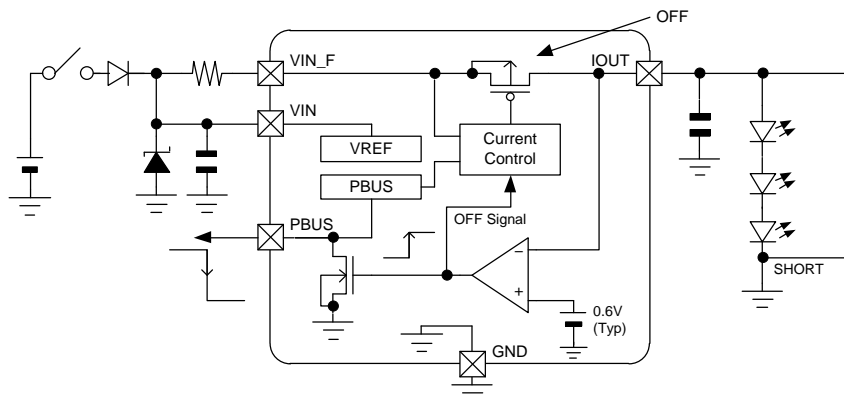 OFF
VIN_F
IOUT
VIN
VREF
Current
Control
PBUS
OFF Signal
PBUS
−
+
0.6V
(Typ)
SHORT
GND